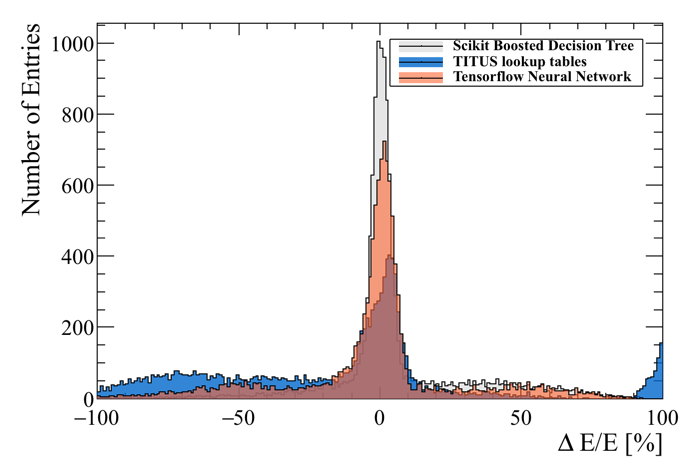 Number of Entries
1000
800
600
400
200
0
Scikit Boosted Decision Tree
TITUS lookup tables
Tensorflow Neural Network
−100
−50
0
50
100
Δ E/E [%]